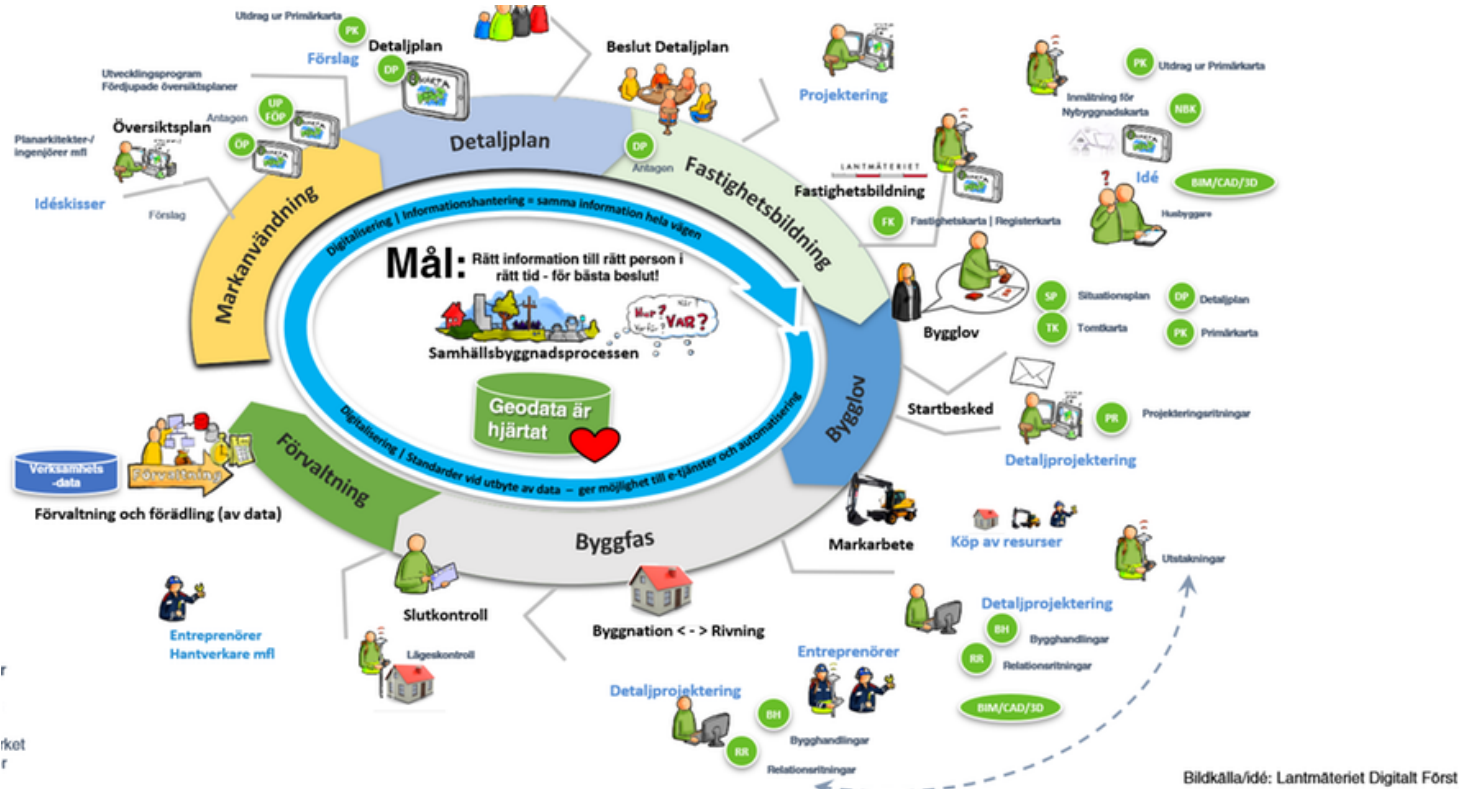 Utdrag ur Primärkarta
PK
Detaljplan
Förslag
DP
KARTA
Utvecklingsprogram
Fördjupade översiktsplaner
UP
FÖP
Antagen
Översiktsplan
ÖP
Planarkitekter-/
ingenjörer mfl
Idéskisser
Förslag
Beslut Detaljplan
Projektering
DP
Antagen
Markanvändning
Detaljplan
Fastighetsbildning
Bygglov
Byggfas
Förvaltning
LANTMÄTERIET
Fastighetsbildning
FK
Fastighetskarta | Registerkarta
PK
Utdrag ur Primärkarta
Inmätning för
Nybyggnadskarta
NBK
Idé
BIM/CAD/3D
?
Husbyggare
Bygglov
SP
Situationsplan
DP
Detaljplan
TK
Tomtkarta
PK
Primärkarta
Startbesked
PR
Projekteringsritningar
Detaljprojektering
Digitalisering | Informationshantering = samma information hela vägen
Mål: Rätt information till rätt person i
rätt tid - för bästa beslut!
Hur? När?
Varför? VAR?
Samhällsbyggnadsprocessen
Geodata är
hjärtat
Digitalisering | Standarder vid utbyte av data – ger möjlighet till e-tjänster och automatisering
Verksamhets
-data
Förvaltning
Förvaltning och förädling (av data)
Markarbete
Köp av resurser
Utstakningar
Detaljprojektering
BH
Bygghandlingar
RR
Relationsritningar
BIM/CAD/3D
Slutkontroll
Lägeskontroll
Entreprenörer
Hantverkare mfl
Byggnation < - > Rivning
Entreprenörer
Detaljprojektering
BH
Bygghandlingar
RR
Relationsritningar
r
rket
r
Bildkälla/idé: Lantmäteriet Digitalt Först